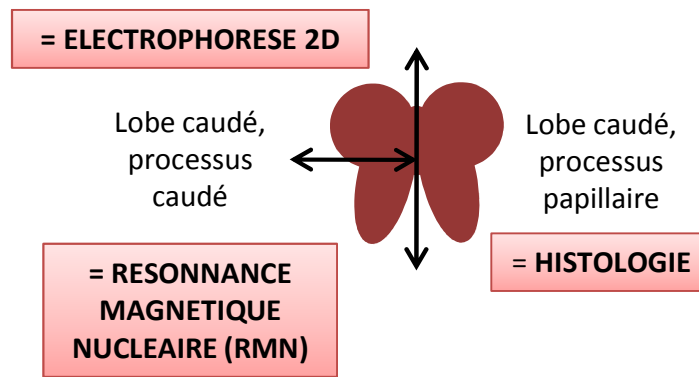 = ELECTROPHORESE 2D
Lobe caudé,
processus
caudé
Lobe caudé,
processus
papillaire
= RESONNANCE
MAGNETIQUE
NUCLEAIRE (RMN)
= HISTOLOGIE